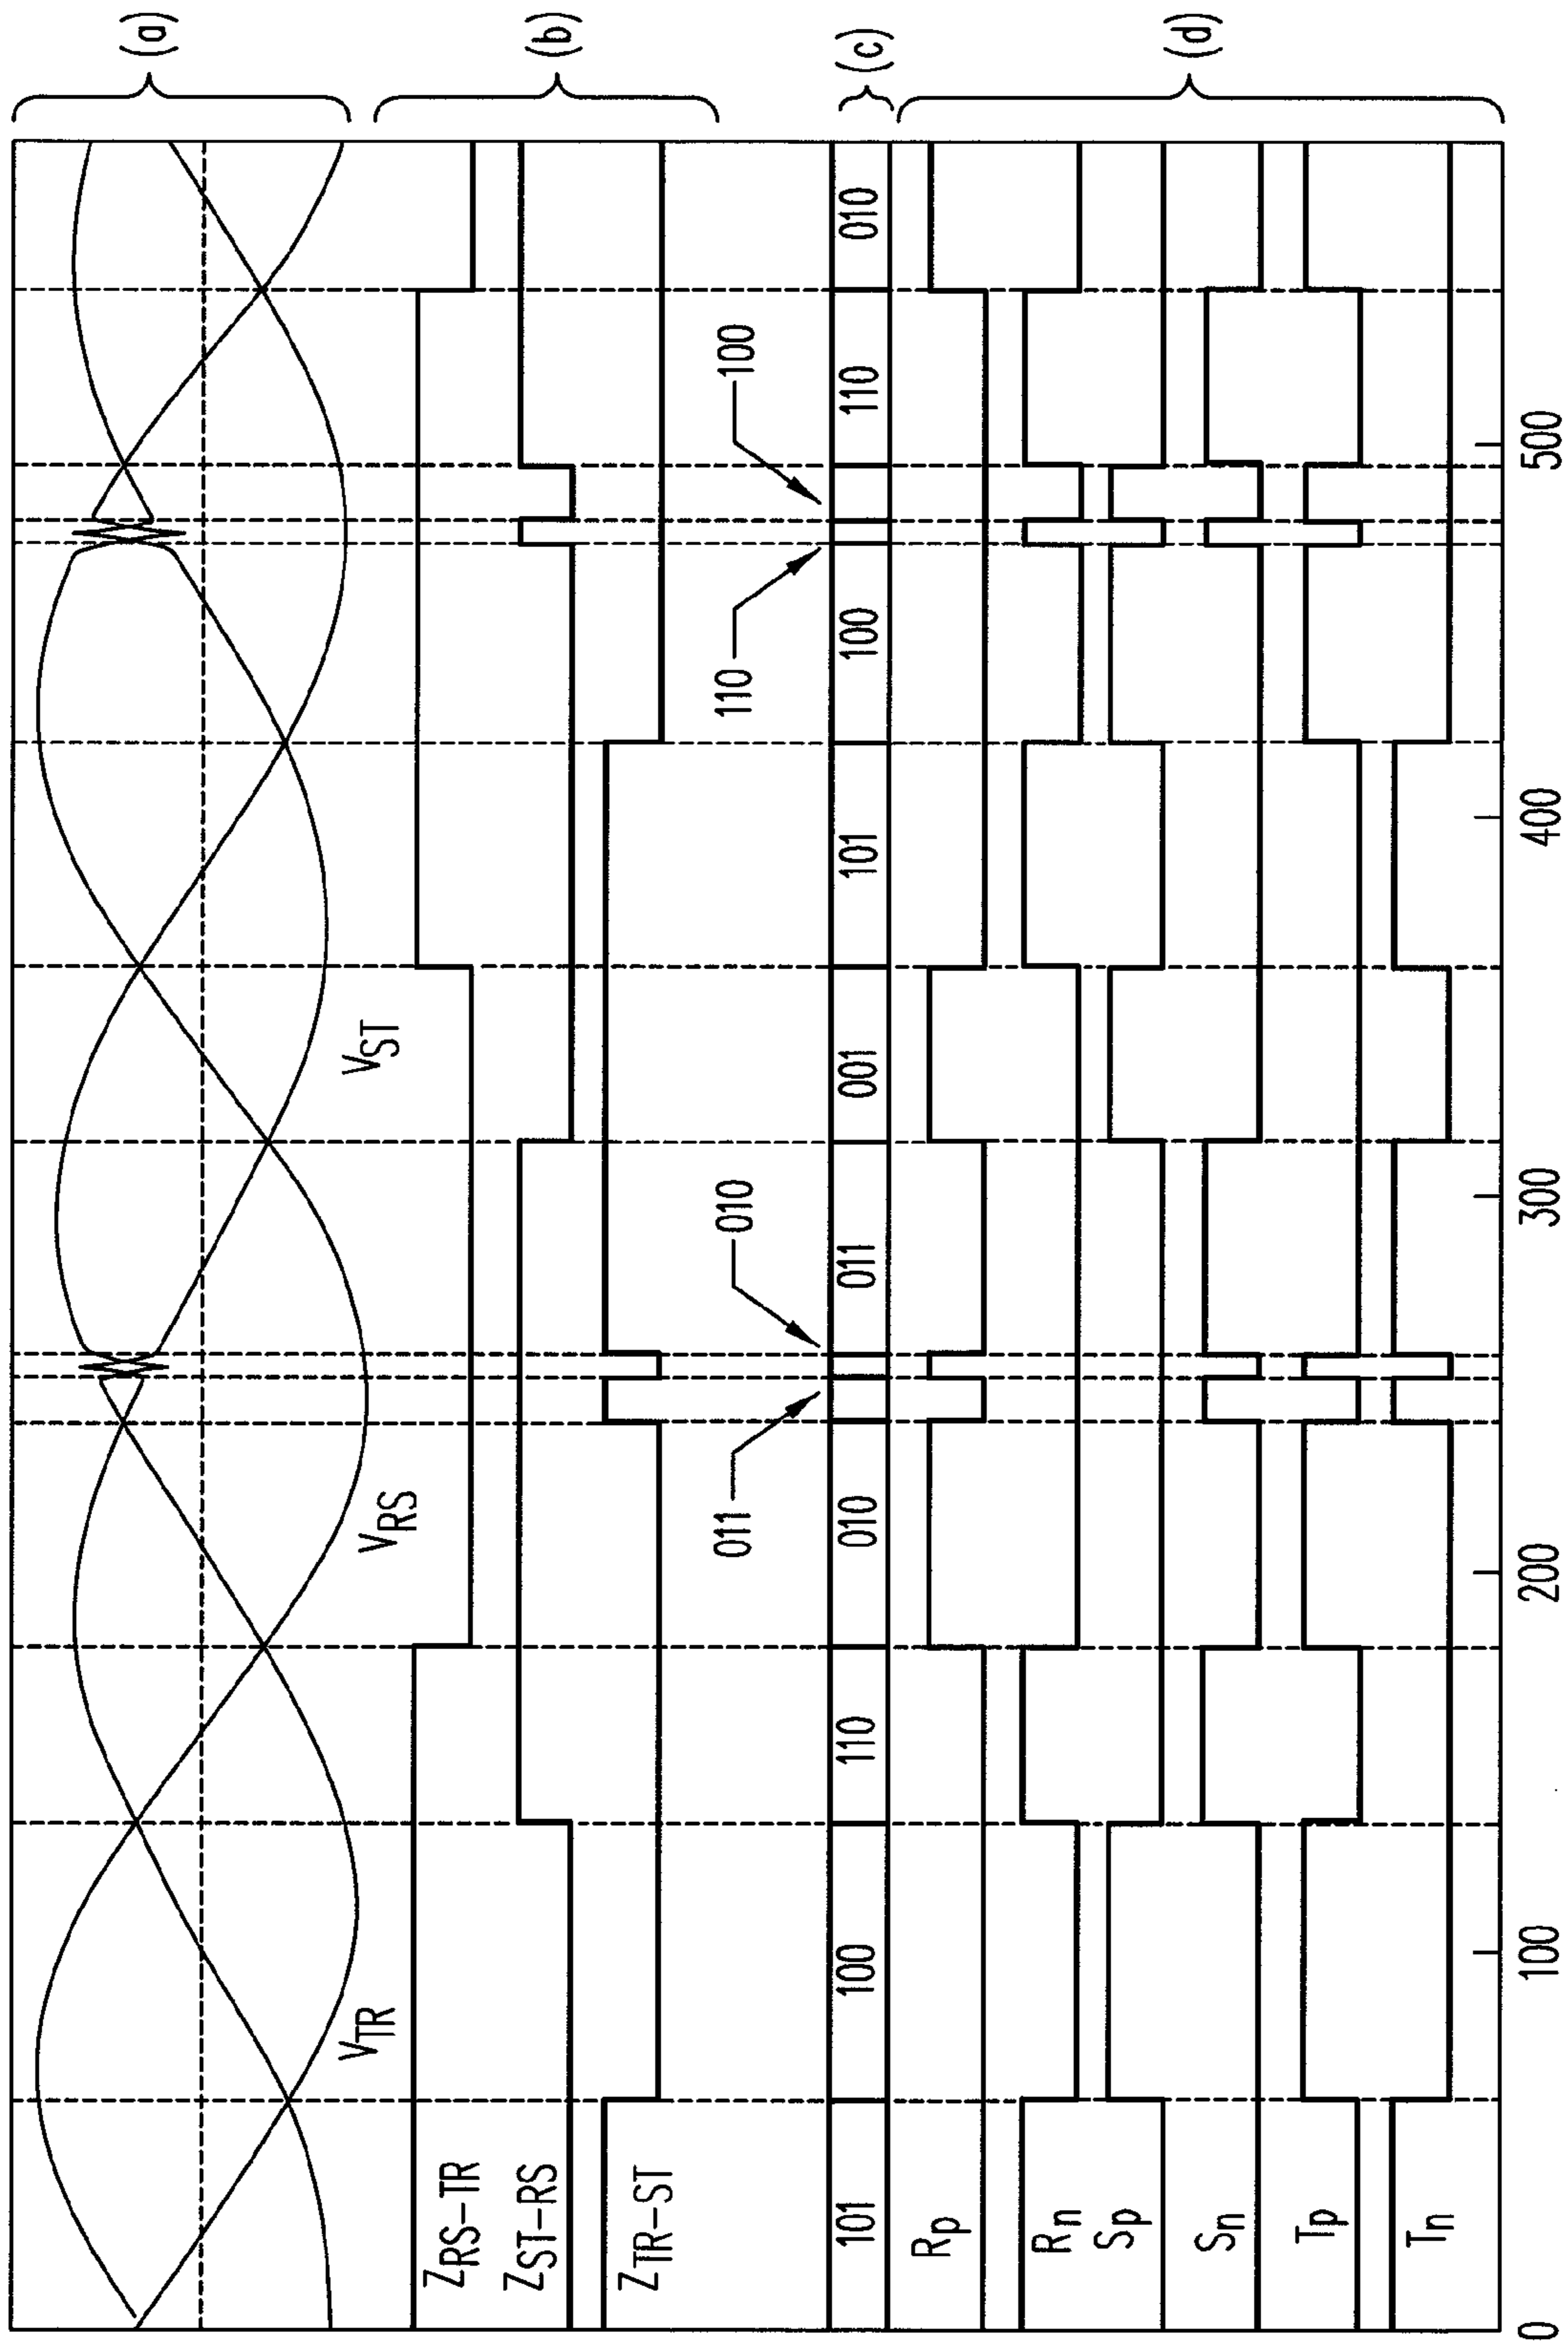 (a)
(b)
(c)
(d)
V_TR
V_RS
V_ST
Z_RS-TR
Z_ST-RS
Z_TR-ST
011
010
110
100
101
100
110
010
011
001
101
100
110
010
R_p
R_n
S_p
S_n
T_p
T_n
0
100
200
300
400
500